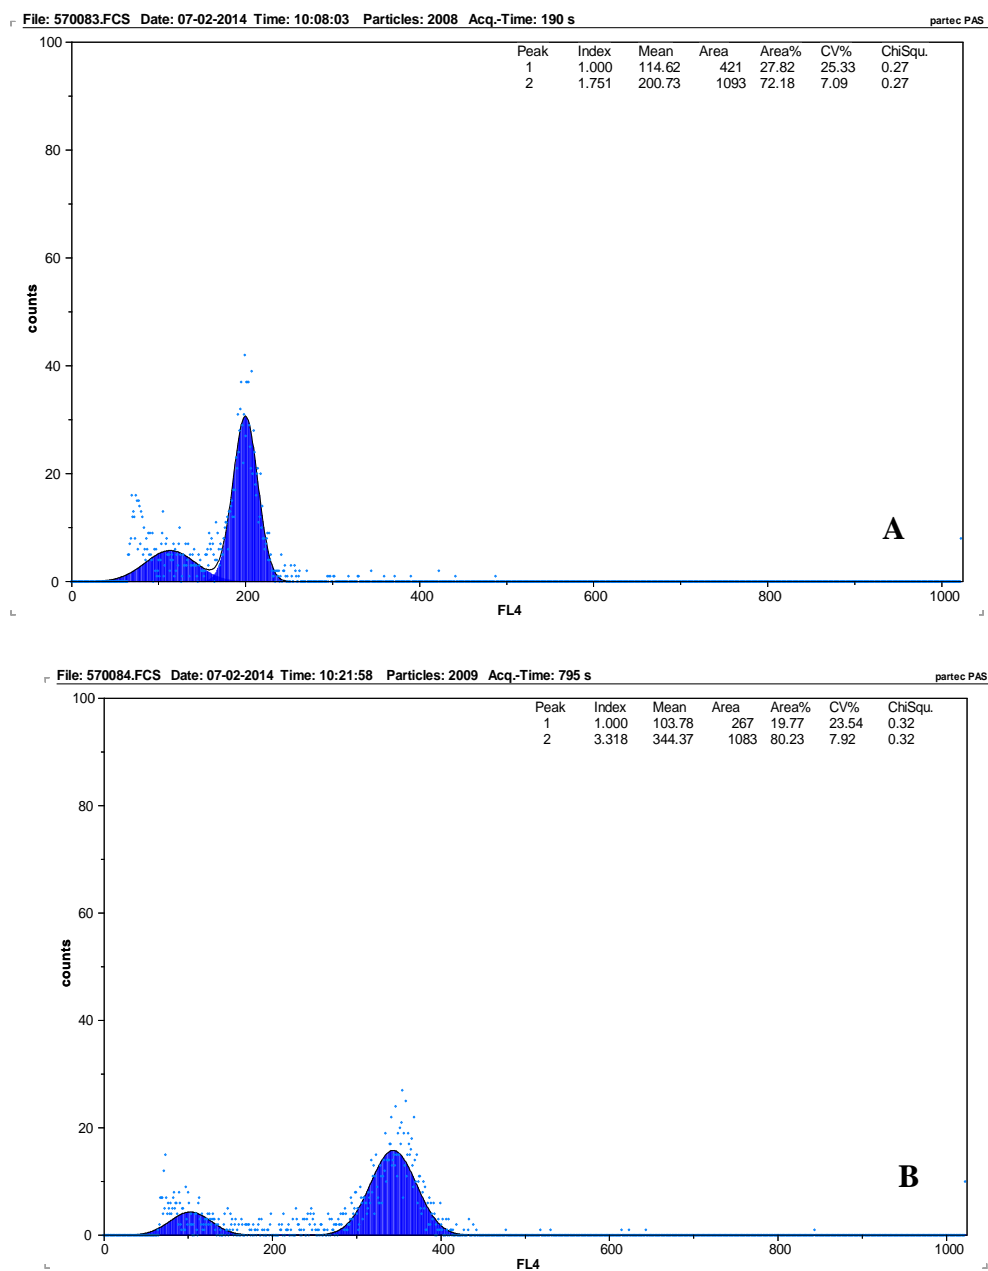 File: 570083.FCS Date: 07-02-2014 Time: 10:08:03 Particles: 2008 Acq.-Time: 190 s partec PAS
Peak Index Mean Area Area% CV% ChiSqu.
1 1.000 114.62 421 27.82 25.33 0.27
2 1.751 200.73 1093 72.18 7.09 0.27
100
80
60
40
20
0
counts
A
0 200 400 600 800 1000
FL4
File: 570084.FCS Date: 07-02-2014 Time: 10:21:58 Particles: 2009 Acq.-Time: 795 s partec PAS
Peak Index Mean Area Area% CV% ChiSqu.
1 1.000 103.78 267 19.77 23.54 0.32
2 3.318 344.37 1083 80.23 7.92 0.32
100
80
60
40
20
0
counts
B
0 200 400 600 800 1000
FL4